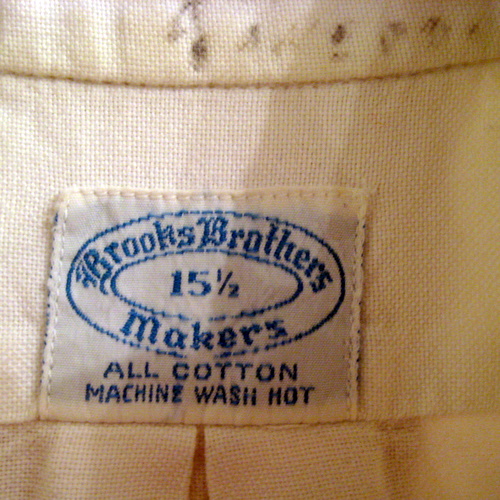 Brooks Brothers
15½
Makers
ALL COTTON
MACHINE WASH HOT